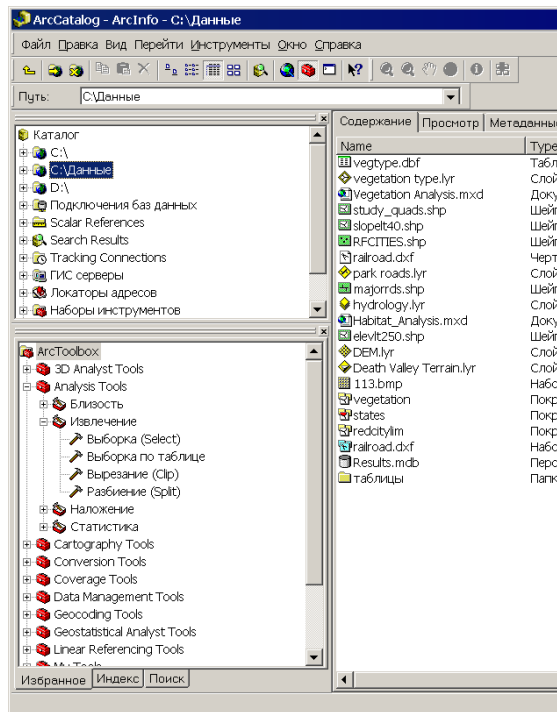 ArcCatalog - ArcInfo - C:\Данные
Файл Правка Вид Перейти Инструменты Окно Справка
Путь: C:\Данные
Каталог
C:\
C:\Данные
D:\
Подключения баз данных
Scalar References
Search Results
Tracking Connections
ГИС серверы
Локаторы адресов
Наборы инструментов
ArcToolbox
3D Analyst Tools
Analysis Tools
Близость
Извлечение
Выборка (Select)
Выборка по таблице
Вырезание (Clip)
Разбиение (Split)
Наложение
Статистика
Cartography Tools
Conversion Tools
Coverage Tools
Data Management Tools
Geocoding Tools
Geostatistical Analyst Tools
Linear Referencing Tools
Избранное Индекс Поиск
Содержание Просмотр Метаданные
Name Type
vegtype.dbf Табл
vegetation type.lyr Слой
Vegetation Analysis.mxd Доку
study_quads.shp Шейп
slopelt40.shp Шейп
RFCITIES.shp Шейп
railroad.dxf Черт
park roads.lyr Слой
majorrds.shp Шейп
hydrology.lyr Слой
Habitat_Analysis.mxd Доку
elevlt250.shp Шейп
DEM.lyr Слой
Death Valley Terrain.lyr Слой
113.bmp Набо
vegetation Покр
states Покр
redcitylim Покр
railroad.dxf Набо
Results.mdb Перс
таблицы Папк